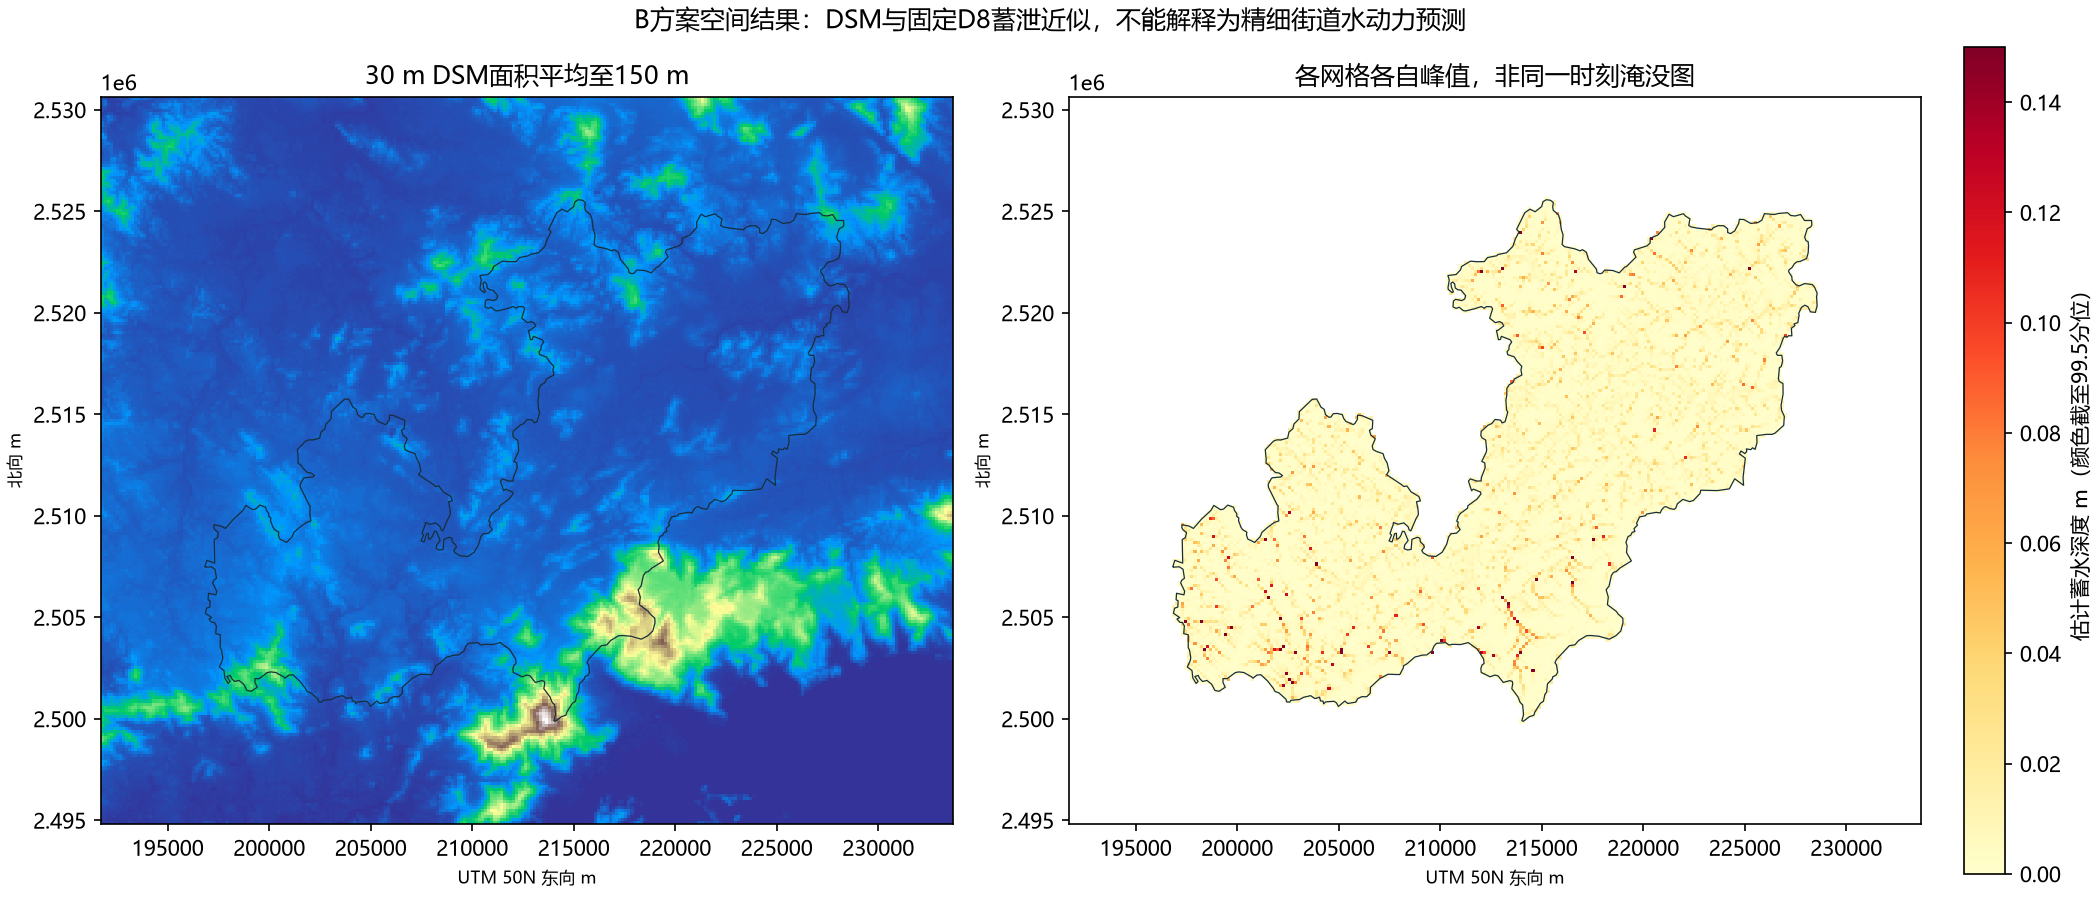 B方案空间结果：DSM与固定D8蓄泄近似，不能解释为精细街道水动力预测
30 m DSM面积平均至150 m
1e6
2.530
2.525
2.520
2.515
2.510
2.505
2.500
2.495
北向 m
195000 200000 205000 210000 215000 220000 225000 230000
UTM 50N 东向 m
各网格各自峰值，非同一时刻淹没图
1e6
2.530
2.525
2.520
2.515
2.510
2.505
2.500
2.495
北向 m
195000 200000 205000 210000 215000 220000 225000 230000
UTM 50N 东向 m
0.14
0.12
0.10
0.08
0.06
0.04
0.02
0.00
估计蓄水深度 m（颜色截至99.5分位）